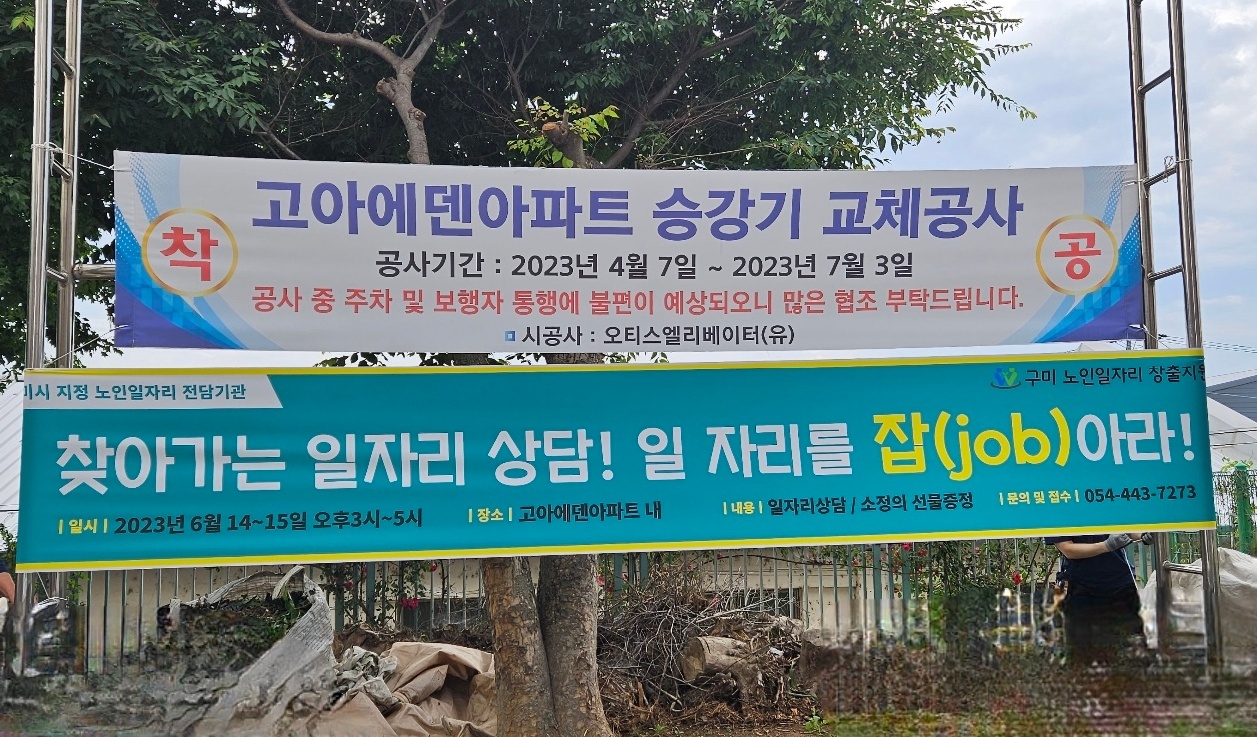 착
고아에덴아파트 승강기 교체공사
공
공사기간 : 2023년 4월 7일 ~ 2023년 7월 3일
공사 중 주차 및 보행자 통행에 불편이 예상되오니 많은 협조 부탁드립니다.
시공사 : 오티스엘리베이터(유)
미시 지정 노인일자리 전담기관
구미 노인일자리 창출지원
찾아가는 일자리 상담! 일 자리를 잡(job)아라!
|일시| 2023년 6월 14~15일 오후3시~5시 |장소| 고아에덴아파트 내 |내용| 일자리상담 / 소정의 선물증정 |문의 및 접수| 054-443-7273